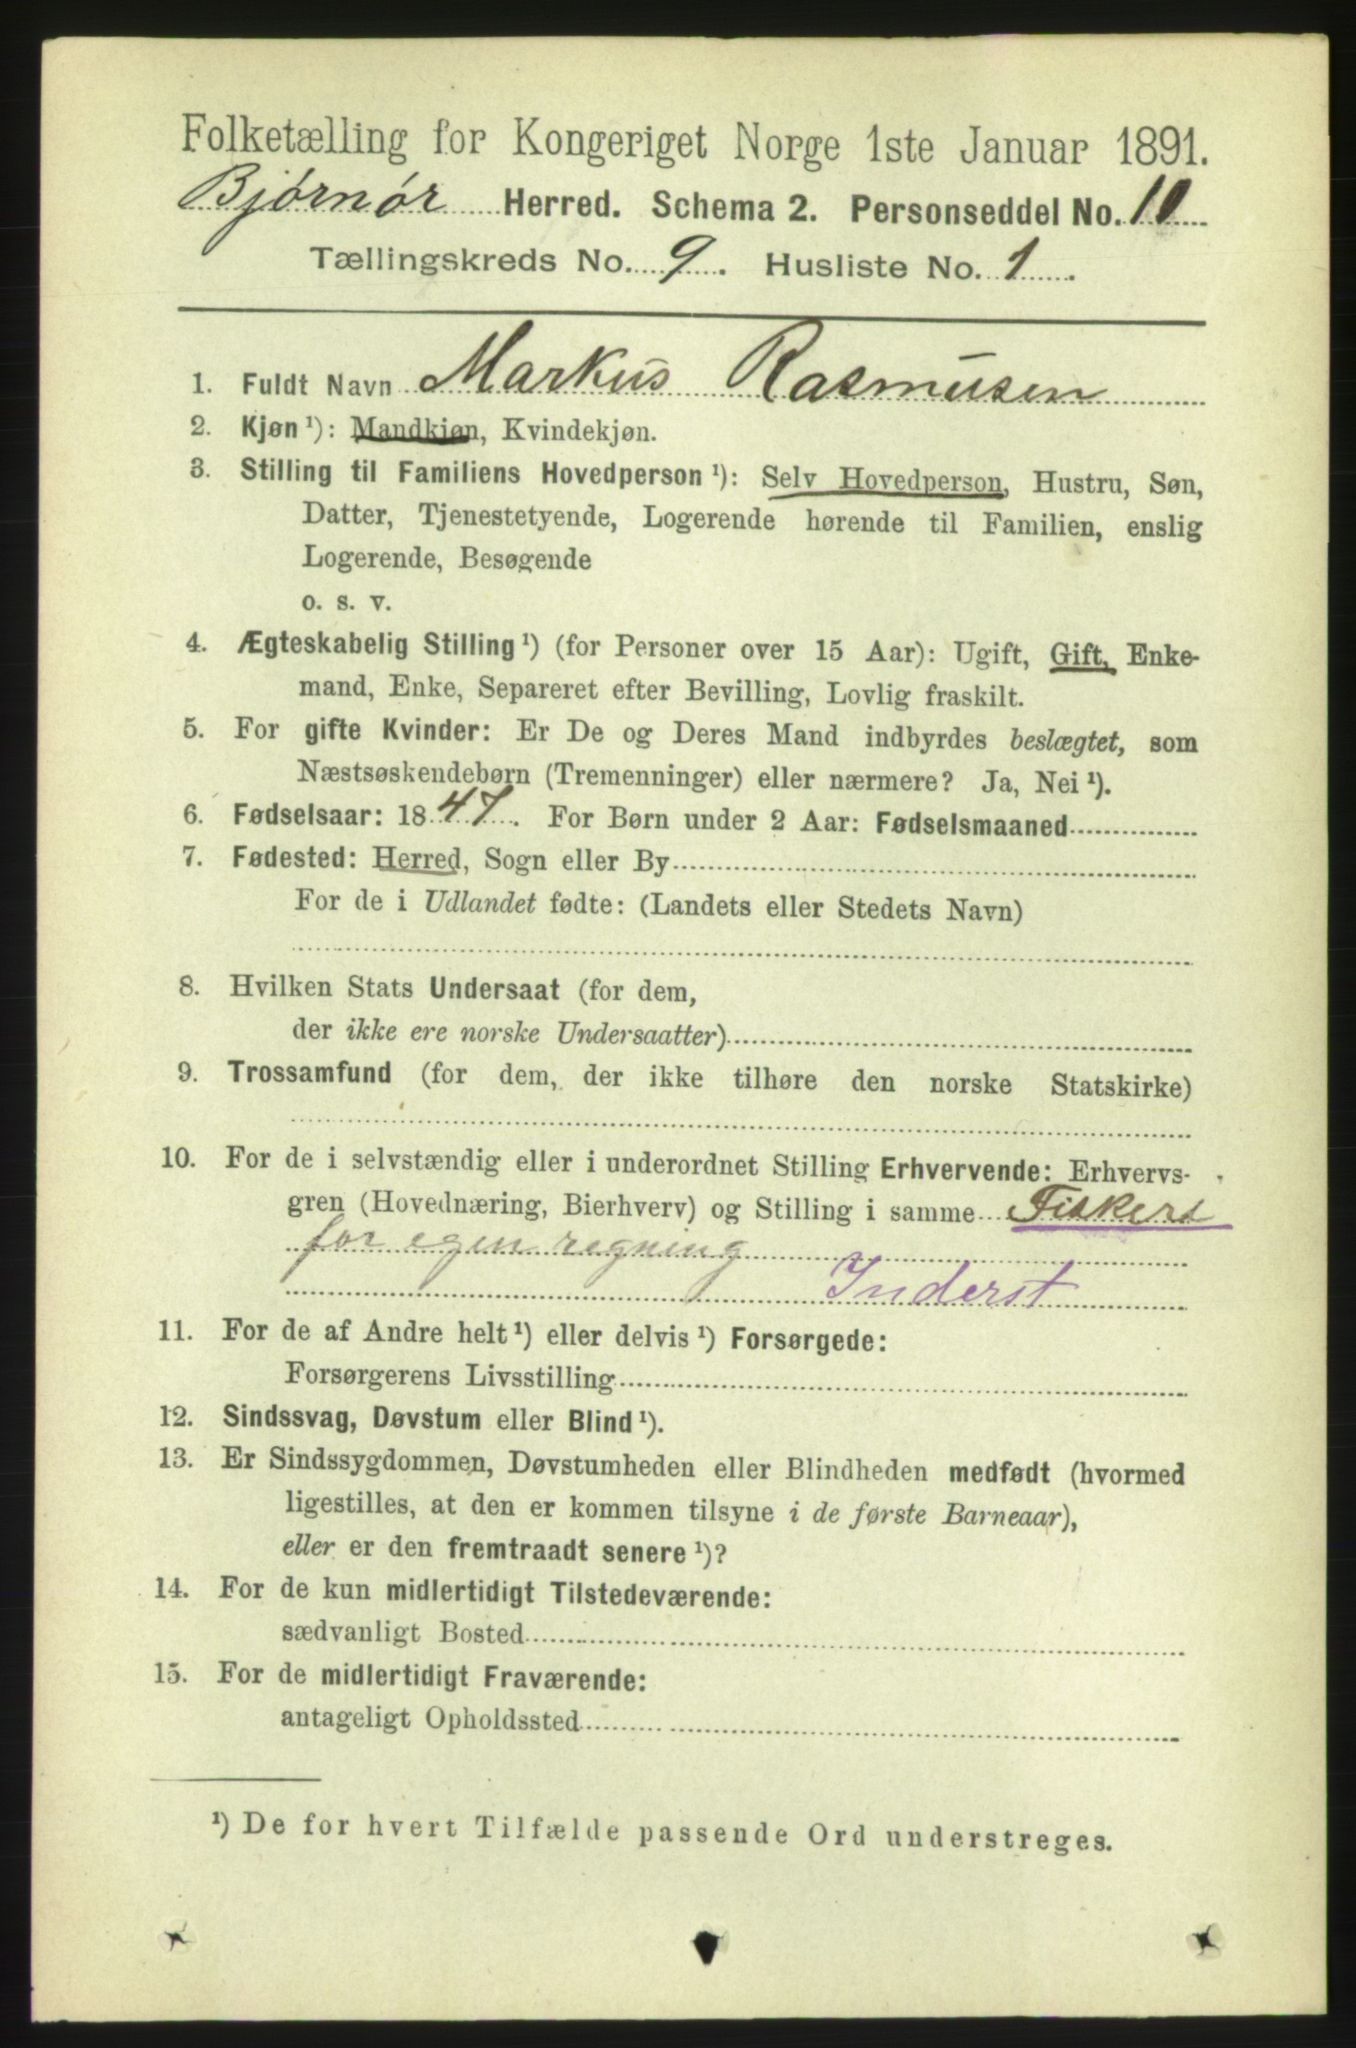 Folketælling for Kongeriget Norge 1ste Januar 1891.
Bjørnør Herred. Schema 2. Personseddel No. 10
Tællingskreds No. 9. Husliste No. 1
1. Fuldt Navn Markus Rasmusen
2. Kjøn ¹): Mandkjøn, Kvindekjøn.
3. Stilling til Familiens Hovedperson ¹): Selv Hovedperson, Hustru, Søn,
Datter, Tjenestetyende, Logerende hørende til Familien, enslig
Logerende, Besøgende
o. s. v.
4. Ægteskabelig Stilling ¹) (for Personer over 15 Aar): Ugift, Gift, Enke-
mand, Enke, Separeret efter Bevilling, Lovlig fraskilt.
5. For gifte Kvinder: Er De og Deres Mand indbyrdes beslægtet, som
Næstsøskendebørn (Tremenninger) eller nærmere? Ja, Nei ¹).
6. Fødselsaar: 1847. For Børn under 2 Aar: Fødselsmaaned
7. Fødested: Herred, Sogn eller By
For de i Udlandet fødte: (Landets eller Stedets Navn)
8. Hvilken Stats Undersaat (for dem,
der ikke ere norske Undersaatter)
9. Trossamfund (for dem, der ikke tilhøre den norske Statskirke)
10. For de i selvstændig eller i underordnet Stilling Erhvervende: Erhvervs-
gren (Hovednæring, Bierhverv) og Stilling i samme Fiskeri
for egen regning
Inderst
11. For de af Andre helt ¹) eller delvis ¹) Forsørgede:
Forsørgerens Livsstilling
12. Sindssvag, Døvstum eller Blind ¹).
13. Er Sindssygdommen, Døvstumheden eller Blindheden medfødt (hvormed
ligestilles, at den er kommen tilsyne i de første Barneaar),
eller er den fremtraadt senere ¹)?
14. For de kun midlertidigt Tilstedeværende:
sædvanligt Bosted
15. For de midlertidigt Fraværende:
antageligt Opholdssted
¹) De for hvert Tilfælde passende Ord understreges.